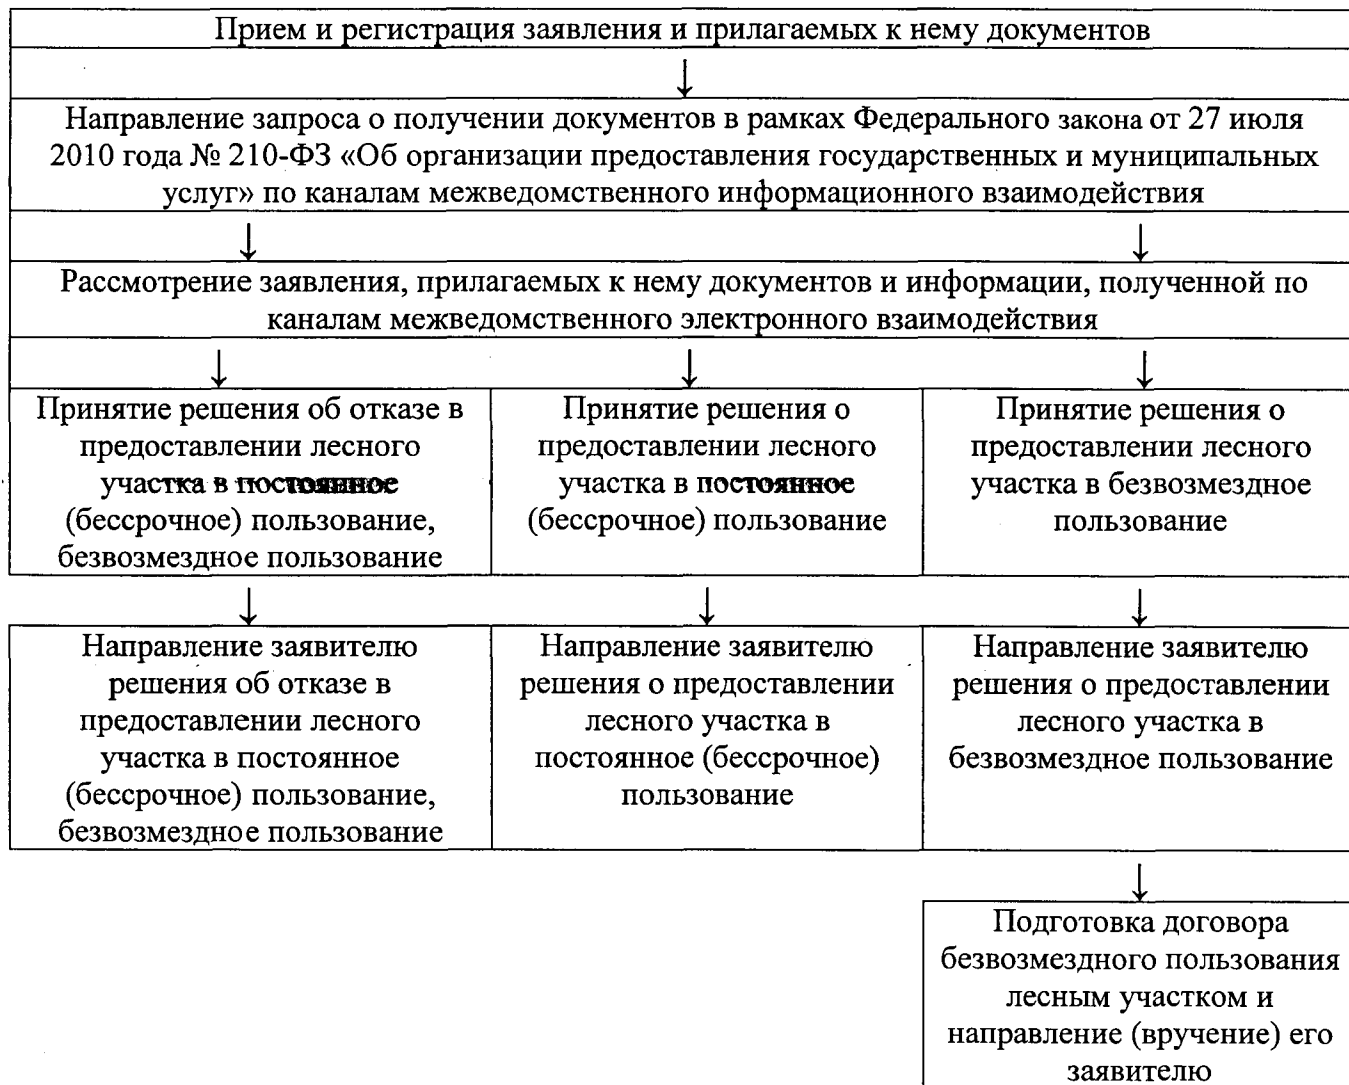 Прием и регистрация заявления и прилагаемых к нему документов
Направление запроса о получении документов в рамках Федерального закона от 27 июля
2010 года № 210-ФЗ «Об организации предоставления государственных и муниципальных
услуг» по каналам межведомственного информационного взаимодействия
Рассмотрение заявления, прилагаемых к нему документов и информации, полученной по
каналам межведомственного электронного взаимодействия
Принятие решения об отказе в
предоставлении лесного
участка в постоянное
(бессрочное) пользование,
безвозмездное пользование
Принятие решения о
предоставлении лесного
участка в постоянное
(бессрочное) пользование
Принятие решения о
предоставлении лесного
участка в безвозмездное
пользование
Направление заявителю
решения об отказе в
предоставлении лесного
участка в постоянное
(бессрочное) пользование,
безвозмездное пользование
Направление заявителю
решения о предоставлении
лесного участка в
постоянное (бессрочное)
пользование
Направление заявителю
решения о предоставлении
лесного участка в
безвозмездное пользование
Подготовка договора
безвозмездного пользования
лесным участком и
направление (вручение) его
заявителю